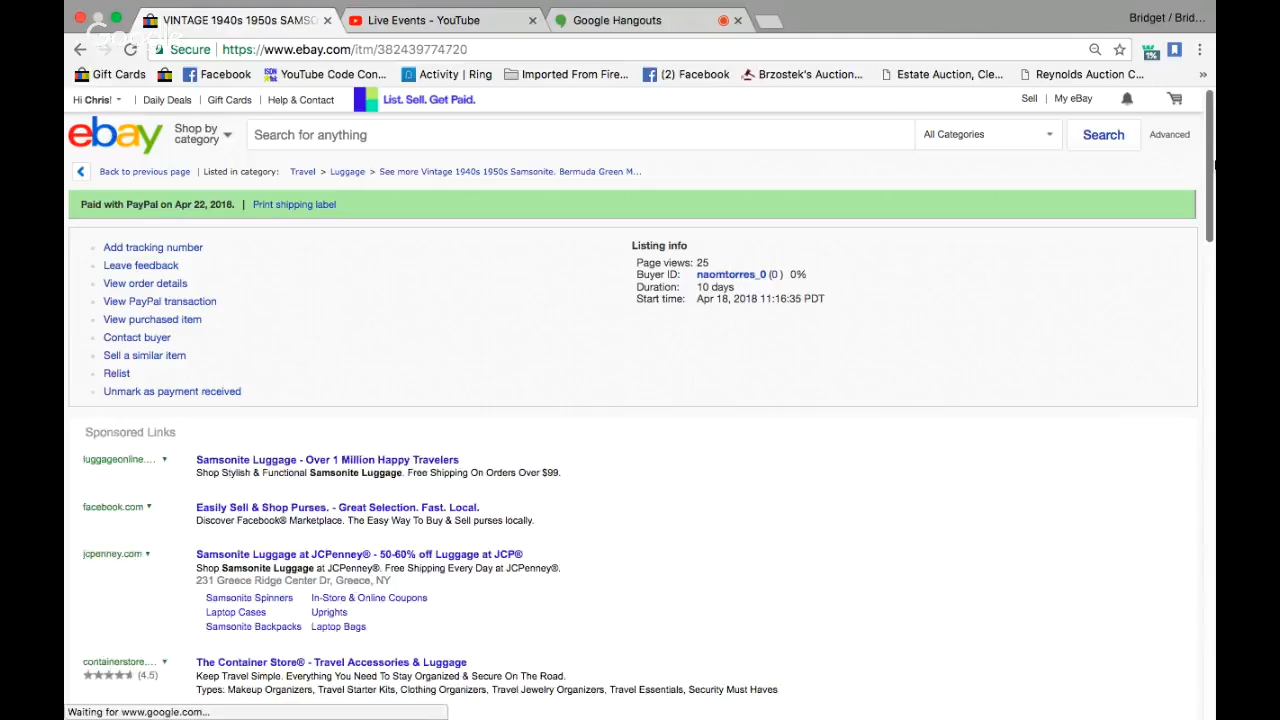 VINTAGE 1940s 1950s SAMSO
Live Events - YouTube
Google Hangouts
Bridget / Brid...
Google
Secure
https://www.ebay.com/itm/382439774720
Gift Cards
Facebook
YouTube Code Con...
Activity | Ring
Imported From Fire...
(2) Facebook
Brzostek's Auction...
Estate Auction, Cle...
Reynolds Auction C...
»
Hi Chris!
Daily Deals
Gift Cards
Help & Contact
List. Sell. Get Paid.
Sell
My eBay
ebay
Shop by
category
Search for anything
All Categories
Search
Advanced
Back to previous page | Listed in category: Travel > Luggage > See more Vintage 1940s 1950s Samsonite. Bermuda Green M...
Paid with PayPal on Apr 22, 2018. | Print shipping label
Add tracking number
Leave feedback
View order details
View PayPal transaction
View purchased item
Contact buyer
Sell a similar item
Relist
Unmark as payment received
Listing info
Page views: 25
Buyer ID: naomtorres_0 (0 ) 0%
Duration: 10 days
Start time: Apr 18, 2018 11:16:35 PDT
Sponsored Links
luggageonline....
Samsonite Luggage - Over 1 Million Happy Travelers
Shop Stylish & Functional Samsonite Luggage. Free Shipping On Orders Over $99.
facebook.com
Easily Sell & Shop Purses. - Great Selection. Fast. Local.
Discover Facebook® Marketplace. The Easy Way To Buy & Sell purses locally.
jcpenney.com
Samsonite Luggage at JCPenney® - 50-60% off Luggage at JCP®
Shop Samsonite Luggage at JCPenney®. Free Shipping Every Day at JCPenney®.
231 Greece Ridge Center Dr, Greece, NY
Samsonite Spinners
In-Store & Online Coupons
Laptop Cases
Uprights
Samsonite Backpacks
Laptop Bags
containerstore....
(4.5)
The Container Store® - Travel Accessories & Luggage
Keep Travel Simple. Everything You Need To Stay Organized & Secure On The Road.
Types: Makeup Organizers, Travel Starter Kits, Clothing Organizers, Travel Jewelry Organizers, Travel Essentials, Security Must Haves
Waiting for www.google.com...